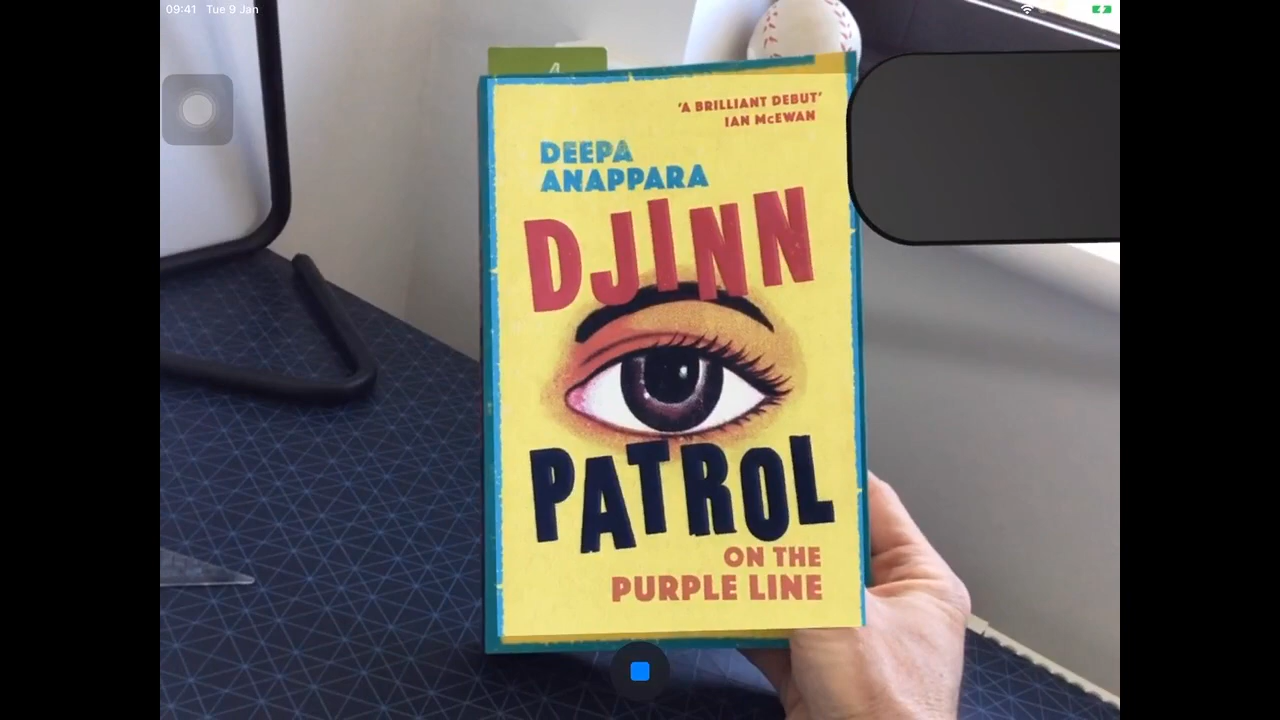 09:41 Tue 9 Jan
'A BRILLIANT DEBUT'
IAN McEWAN
DEEPA
ANAPPARA
DJINN
PATROL
ON THE
PURPLE LINE